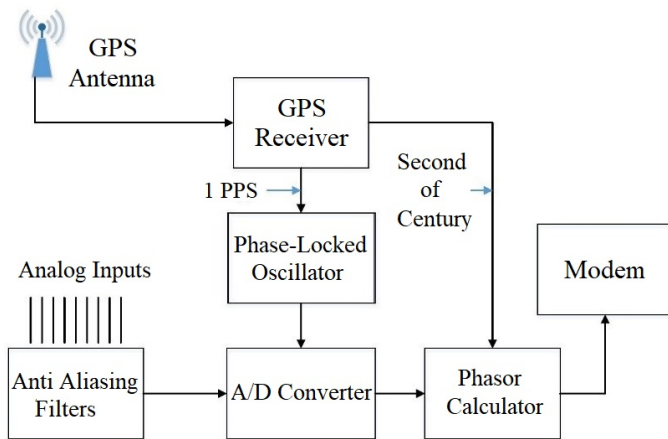 GPS
Antenna
GPS
Receiver
1 PPS
Second
of
Century
Phase-Locked
Oscillator
Analog Inputs
Modem
Anti Aliasing
Filters
A/D Converter
Phasor
Calculator